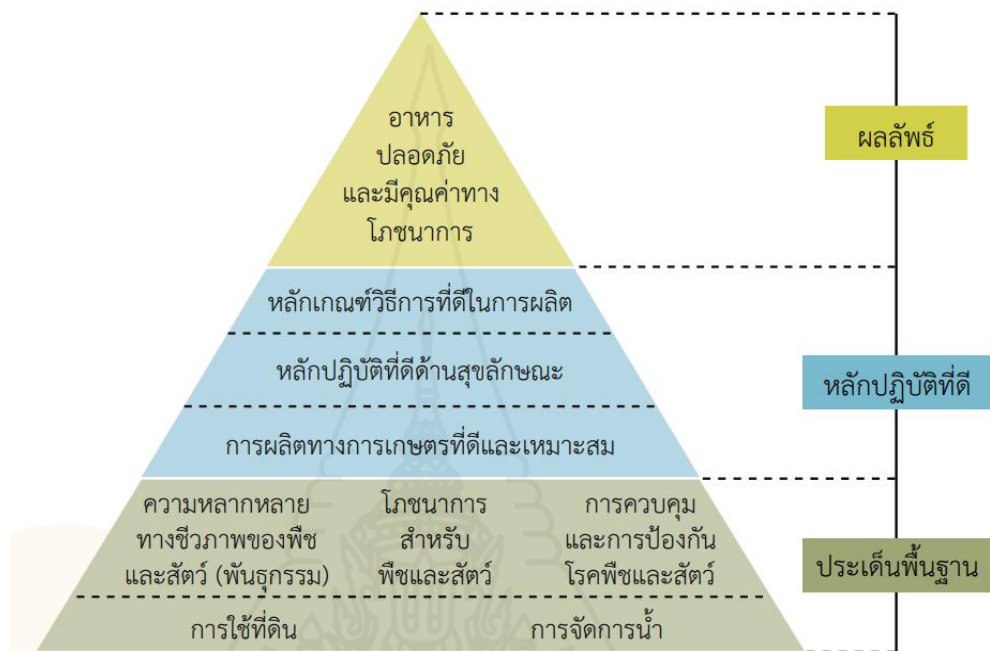 อาหาร
ปลอดภัย
และมีคุณค่าทาง
โภชนาการ
ผลลัพธ์
หลักเกณฑ์วิธีการที่ดีในการผลิต
หลักปฏิบัติที่ดีด้านสุขลักษณะ
การผลิตทางการเกษตรที่ดีและเหมาะสม
หลักปฏิบัติที่ดี
ความหลากหลาย
ทางชีวภาพของพืช
และสัตว์ (พันธุกรรม)
โภชนาการ
สำหรับ
พืชและสัตว์
การควบคุม
และการป้องกัน
โรคพืชและสัตว์
การใช้ที่ดิน
การจัดการน้ำ
ประเด็นพื้นฐาน